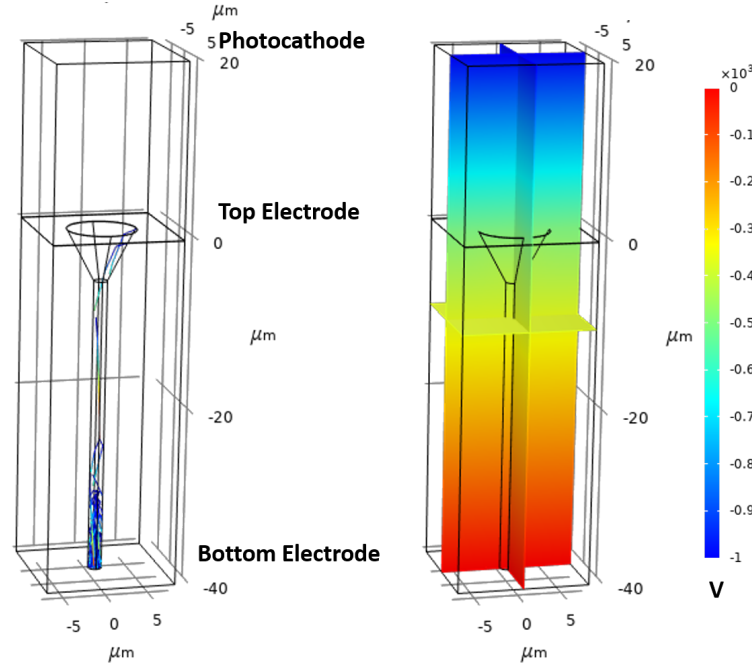 μm
-5
5
Photocathode
20
Top Electrode
0
μm
-20
Bottom Electrode
-40
-5 0 5
μm
-5
5
20
0
μm
-20
-40
-5 0 5
μm
×10³
0
-0.1
-0.2
-0.3
-0.4
-0.5
-0.6
-0.7
-0.8
-0.9
-1
V